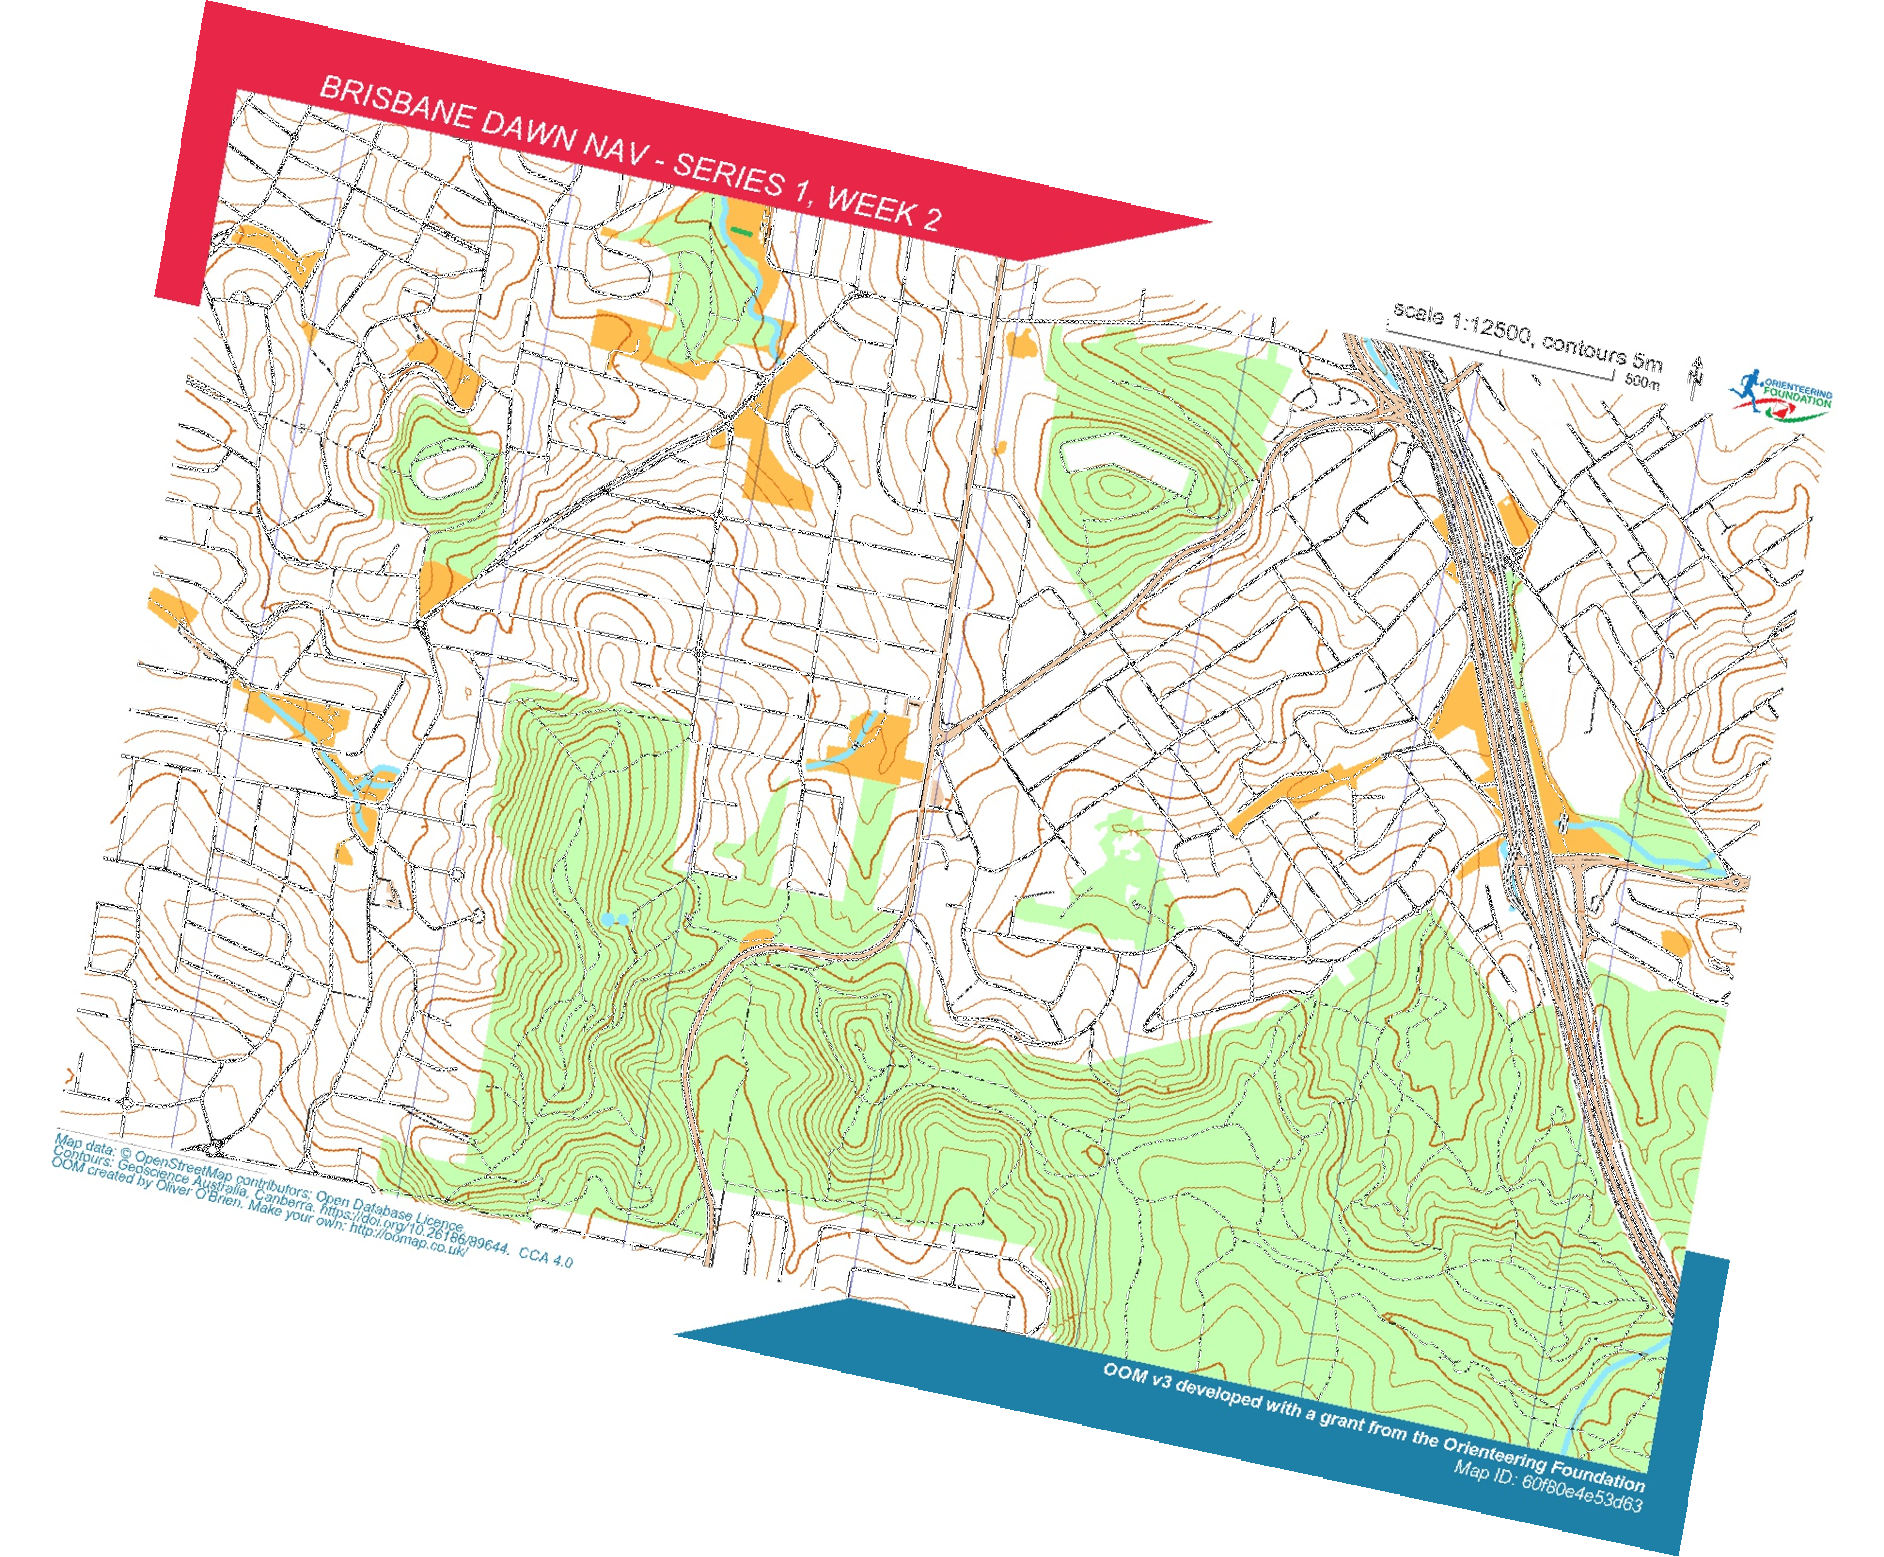 BRISBANE DAWN NAV - SERIES 1, WEEK 2
scale 1:12500, contours 5m
500m
ORIENTEERING
FOUNDATION
Map data: © OpenStreetMap contributors; Open Database Licence.
Contours: Geoscience Australia, Canberra. https://doi.org/10.26186/89644. CCA 4.0
OOM created by Oliver O'Brien. Make your own: http://oomap.co.uk/
OOM v3 developed with a grant from the Orienteering Foundation
Map ID: 60f80e4e53d63